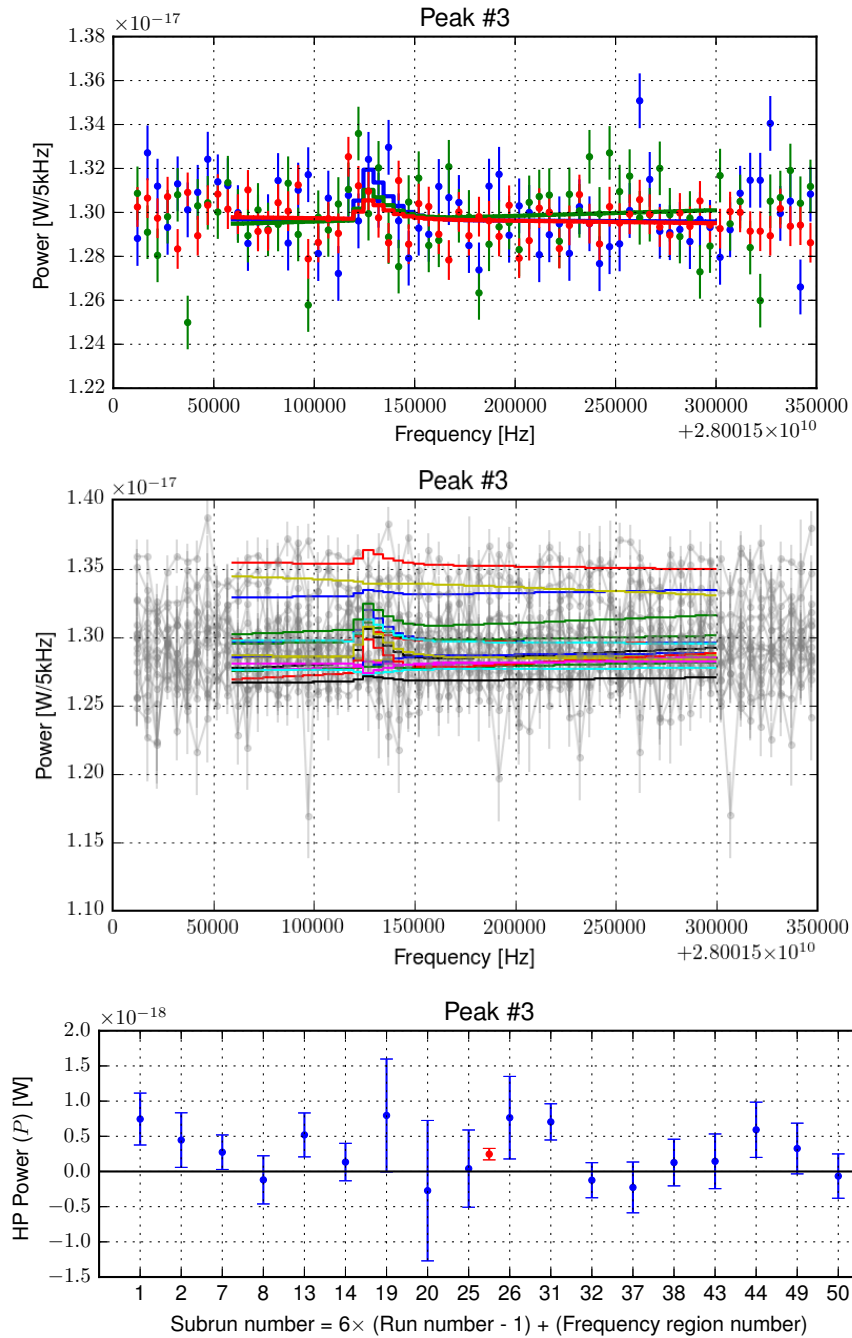 Peak #3
×10⁻¹⁷
1.38
1.36
1.34
1.32
1.30
1.28
1.26
1.24
1.22
Power [W/5kHz]
0 50000 100000 150000 200000 250000 300000 350000
Frequency [Hz]
+2.80015×10¹⁰
Peak #3
×10⁻¹⁷
1.40
1.35
1.30
1.25
1.20
1.15
1.10
Power [W/5kHz]
0 50000 100000 150000 200000 250000 300000 350000
Frequency [Hz]
+2.80015×10¹⁰
Peak #3
×10⁻¹⁸
2.0
1.5
1.0
0.5
0.0
−0.5
−1.0
−1.5
HP Power (P) [W]
1 2 7 8 13 14 19 20 25 26 31 32 37 38 43 44 49 50
Subrun number = 6× (Run number - 1) + (Frequency region number)